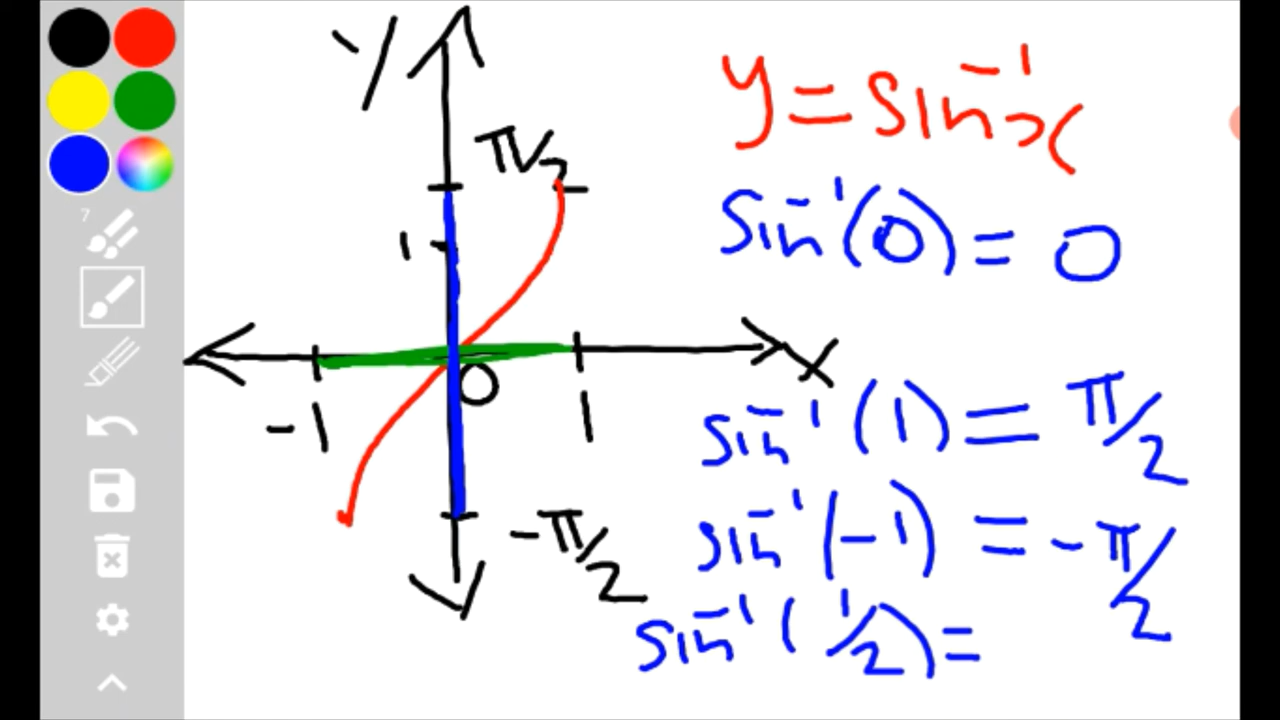 Y
π/2
1
-1
0
1
X
-π/2
y = sin⁻¹x
sin⁻¹(0) = 0
sin⁻¹(1) = π/2
sin⁻¹(-1) = -π/2
sin⁻¹(1/2) =
7